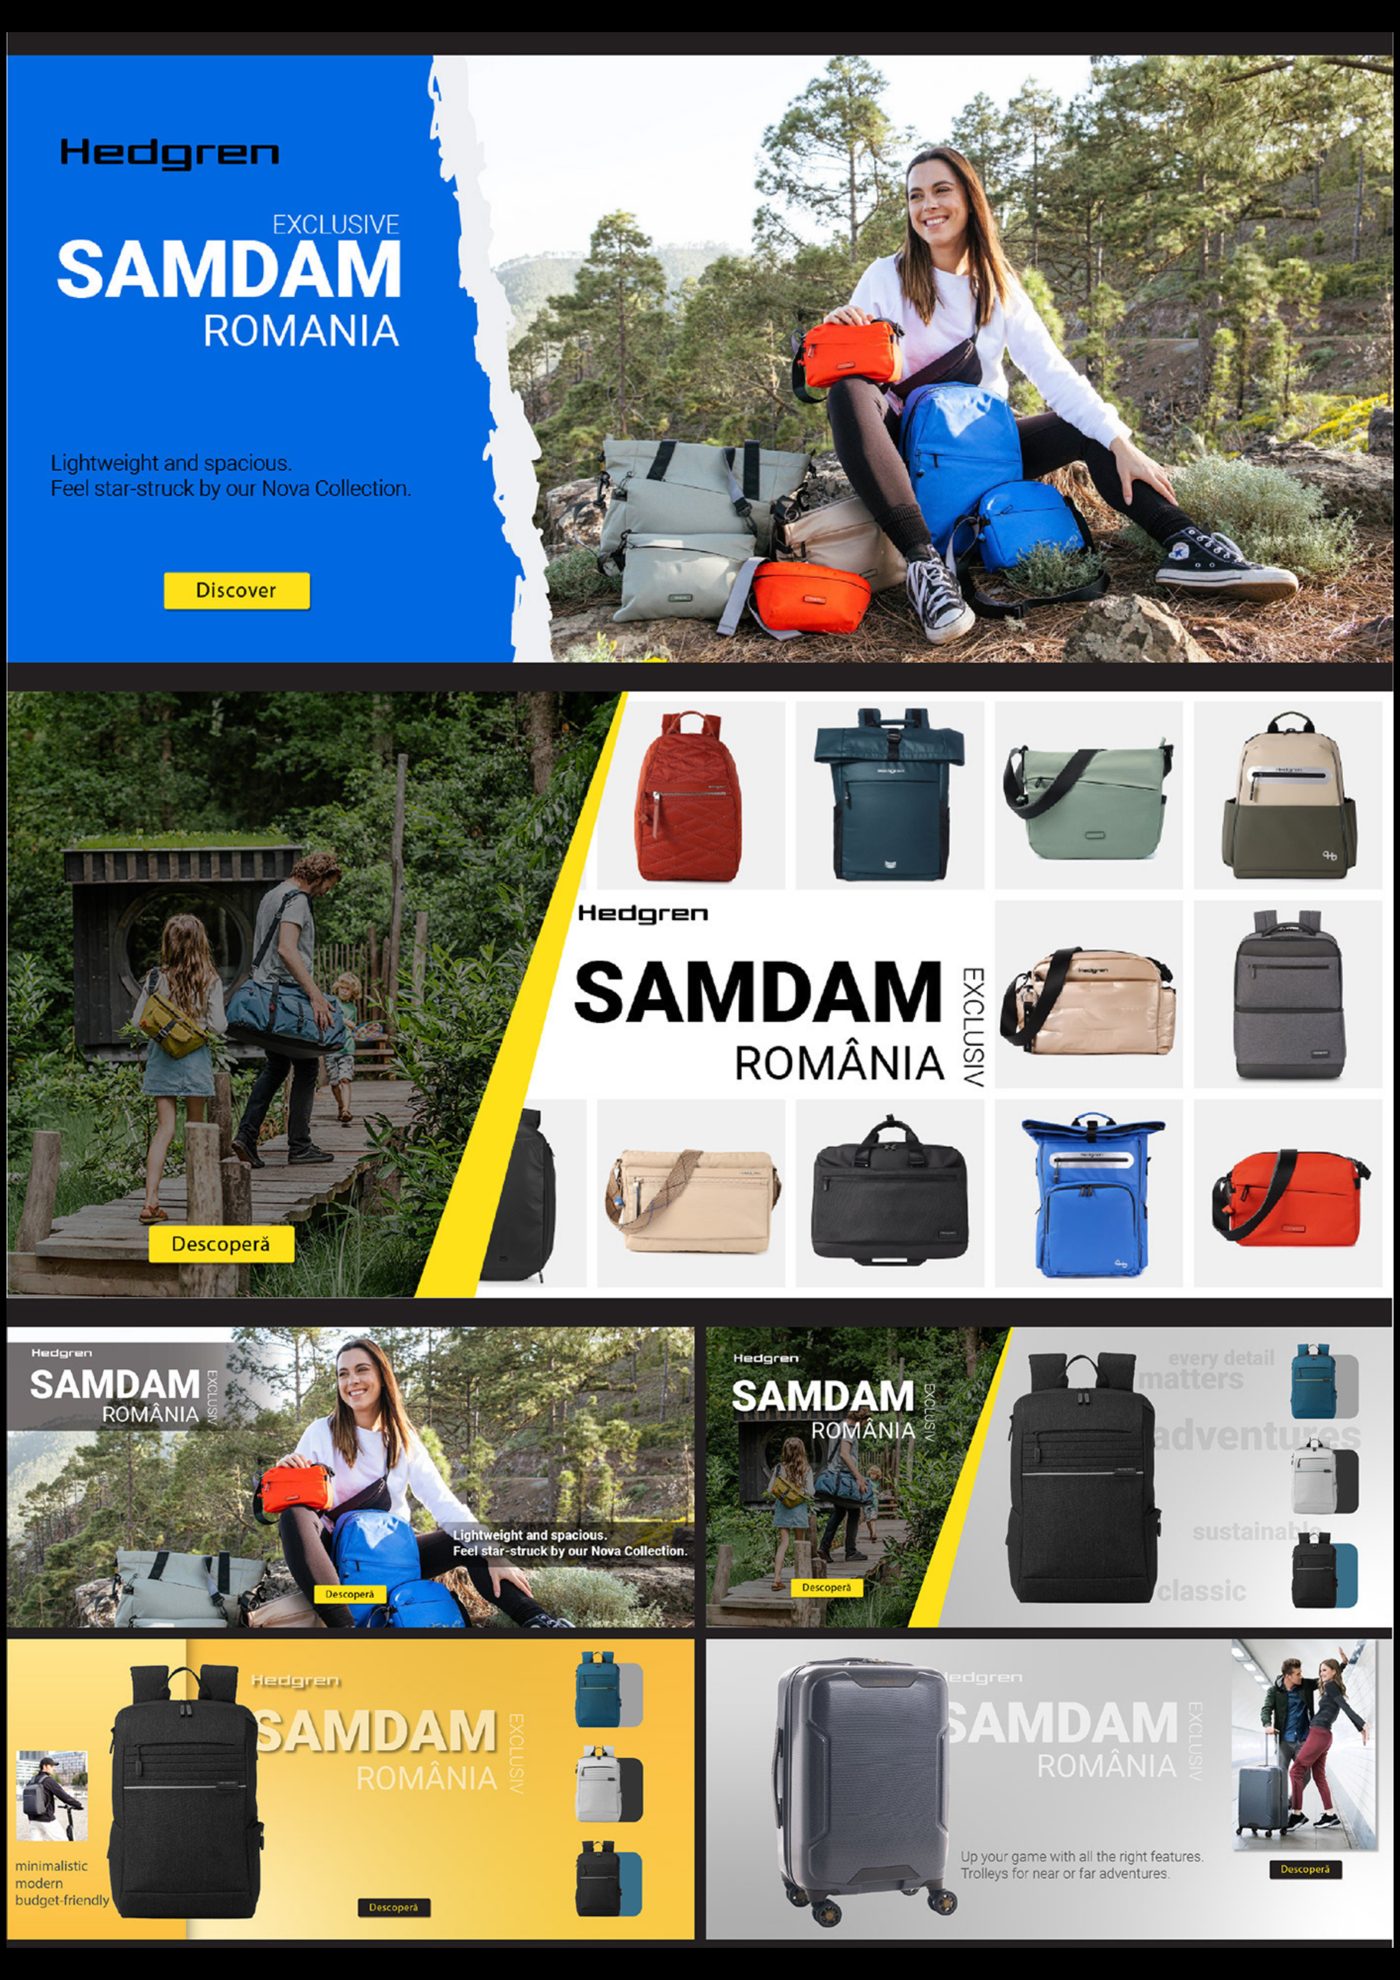 Hedgren
EXCLUSIVE
SAMDAM
ROMANIA
Lightweight and spacious.
Feel star-struck by our Nova Collection.
Discover
Hedgren
SAMDAM
EXCLUSIV
ROMÂNIA
Descoperă
Hedgren
SAMDAM
EXCLUSIV
ROMÂNIA
Lightweight and spacious.
Feel star-struck by our Nova Collection.
Descoperă
Hedgren
SAMDAM
EXCLUSIV
ROMÂNIA
Descoperă
every detail
matters
adventures
sustainable
classic
Hedgren
SAMDAM
EXCLUSIV
ROMÂNIA
minimalistic
modern
budget-friendly
Descoperă
Hedgren
SAMDAM
EXCLUSIV
ROMÂNIA
Up your game with all the right features.
Trolleys for near or far adventures.
Descoperă